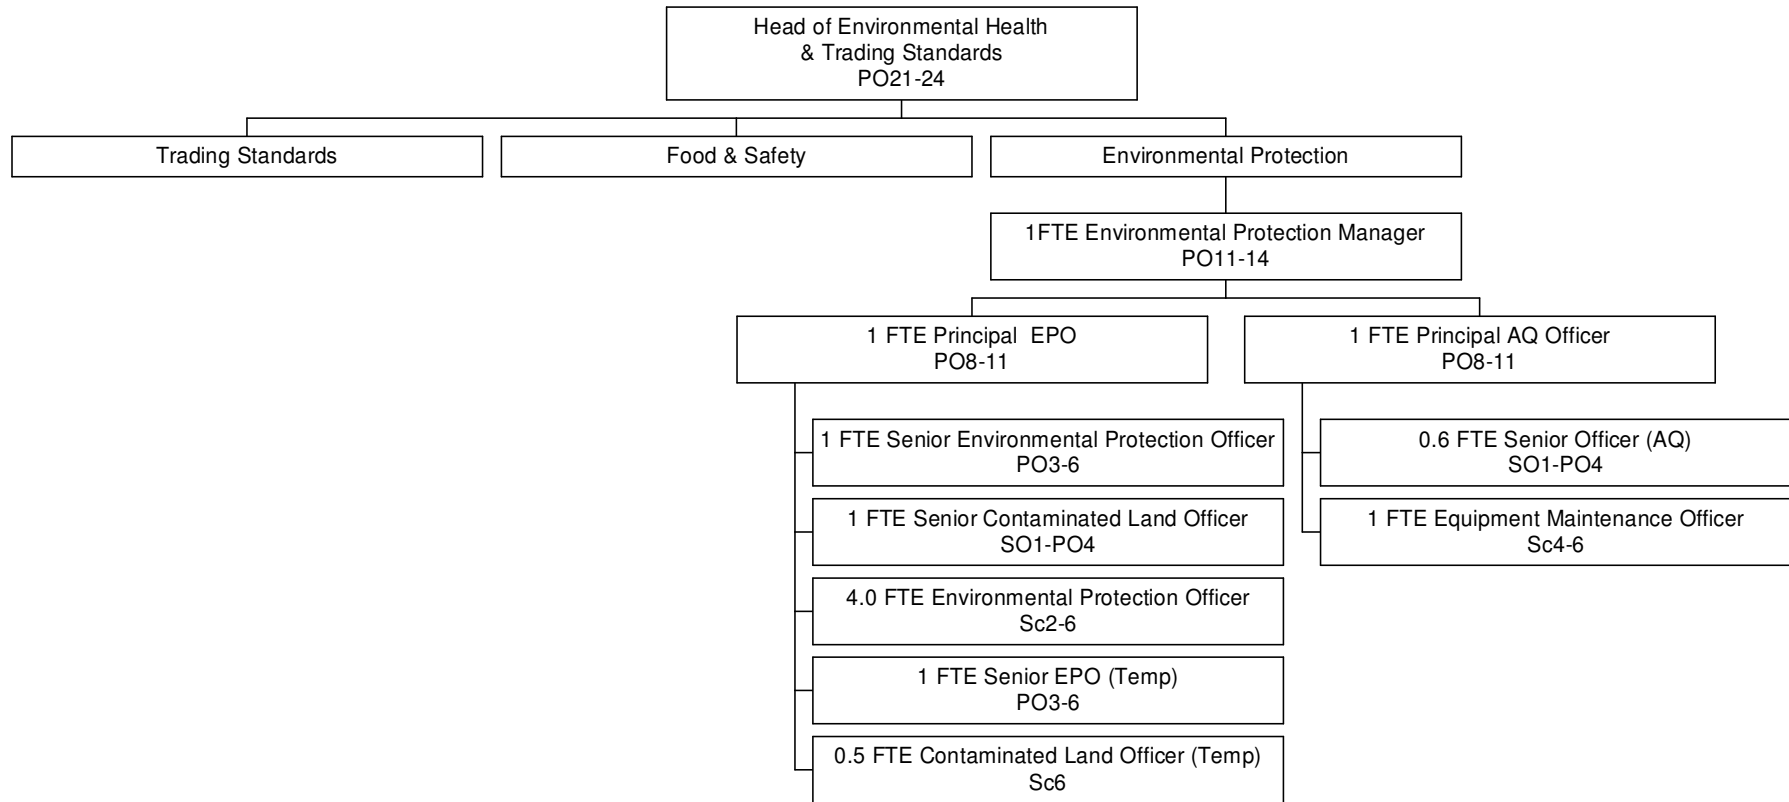 Head of Environmental Health
& Trading Standards
PO21-24
Trading Standards
Food & Safety
Environmental Protection
1FTE Environmental Protection Manager
PO11-14
1 FTE Principal  EPO
PO8-11
1 FTE Principal AQ Officer
PO8-11
1 FTE Senior Environmental Protection Officer
PO3-6
1 FTE Senior Contaminated Land Officer
SO1-PO4
4.0 FTE Environmental Protection Officer
Sc2-6
1 FTE Senior EPO (Temp)
PO3-6
0.5 FTE Contaminated Land Officer (Temp)
Sc6
0.6 FTE Senior Officer (AQ)
SO1-PO4
1 FTE Equipment Maintenance Officer
Sc4-6